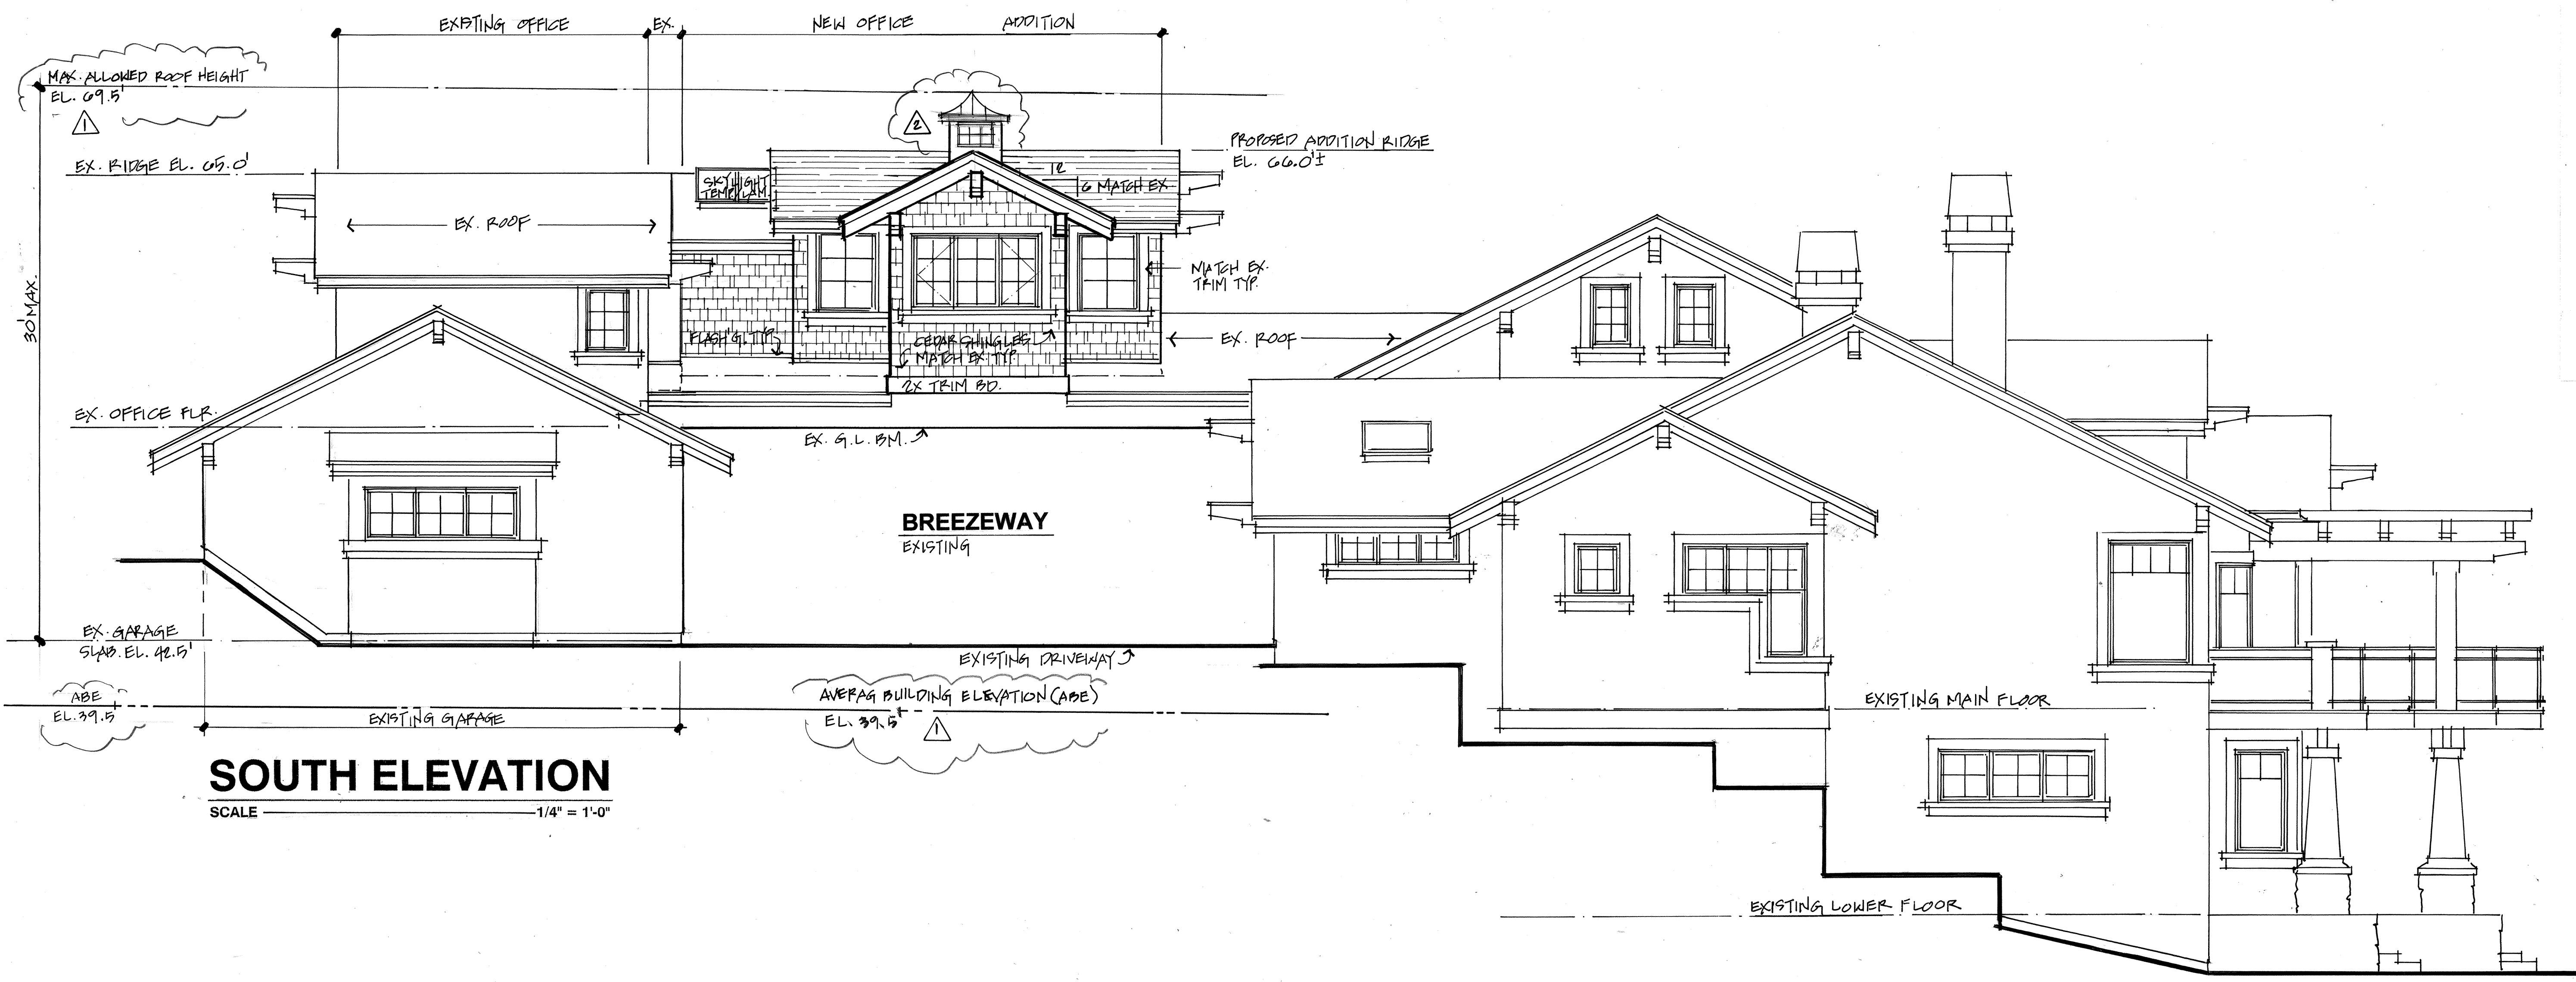 EXISTING OFFICE
EX.
NEW OFFICE ADDITION
MAX. ALLOWED ROOF HEIGHT
EL. 69.5'
1
2
EX. RIDGE EL. 65.0'
PROPOSED ADDITION RIDGE
EL. 66.0'±
SKYLIGHT
TEMP/LAM.
12
6 MATCH EX.
EX. ROOF
MATCH EX.
TRIM TYP.
30' MAX.
FLASH'G. TYP.
CEDAR SHINGLES
MATCH EX. TYP.
EX. ROOF
2X TRIM BD.
EX. OFFICE FLR.
EX. G.L. BM.
BREEZEWAY
EXISTING
EX. GARAGE
SLAB. EL. 42.5'
EXISTING DRIVEWAY
ABE
EL. 39.5'
EXISTING GARAGE
AVERAG BUILDING ELEVATION (ABE)
EL. 39.5'
1
EXISTING MAIN FLOOR
SOUTH ELEVATION
SCALE 1/4" = 1'-0"
EXISTING LOWER FLOOR